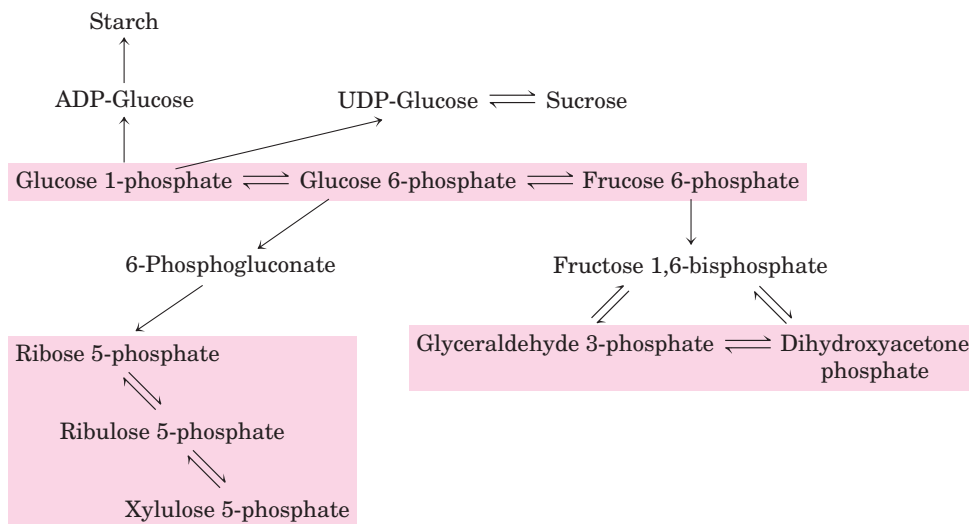 Starch
ADP-Glucose
UDP-Glucose
Sucrose
Glucose 1-phosphate
Glucose 6-phosphate
Frucose 6-phosphate
6-Phosphogluconate
Fructose 1,6-bisphosphate
Ribose 5-phosphate
Glyceraldehyde 3-phosphate
Dihydroxyacetone
phosphate
Ribulose 5-phosphate
Xylulose 5-phosphate